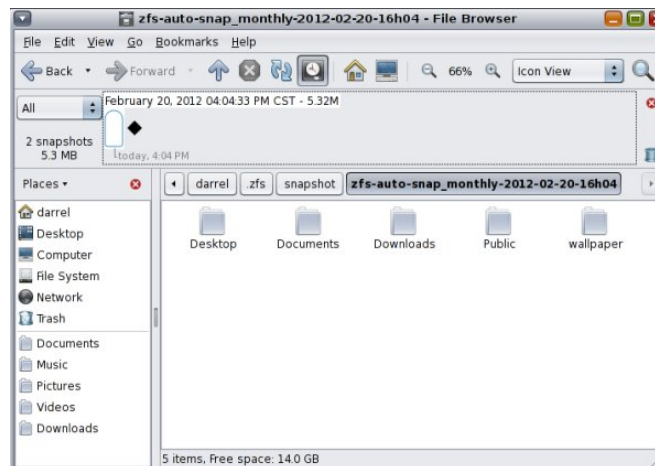 zfs-auto-snap_monthly-2012-02-20-16h04 - File Browser
File Edit View Go Bookmarks Help
Back Forward 66% Icon View
All
February 20, 2012 04:04:33 PM CST - 5.32M
2 snapshots
5.3 MB
today, 4:04 PM
Places
darrel .zfs snapshot zfs-auto-snap_monthly-2012-02-20-16h04
darrel
Desktop
Computer
File System
Network
Trash
Documents
Music
Pictures
Videos
Downloads
Desktop Documents Downloads Public wallpaper
5 items, Free space: 14.0 GB